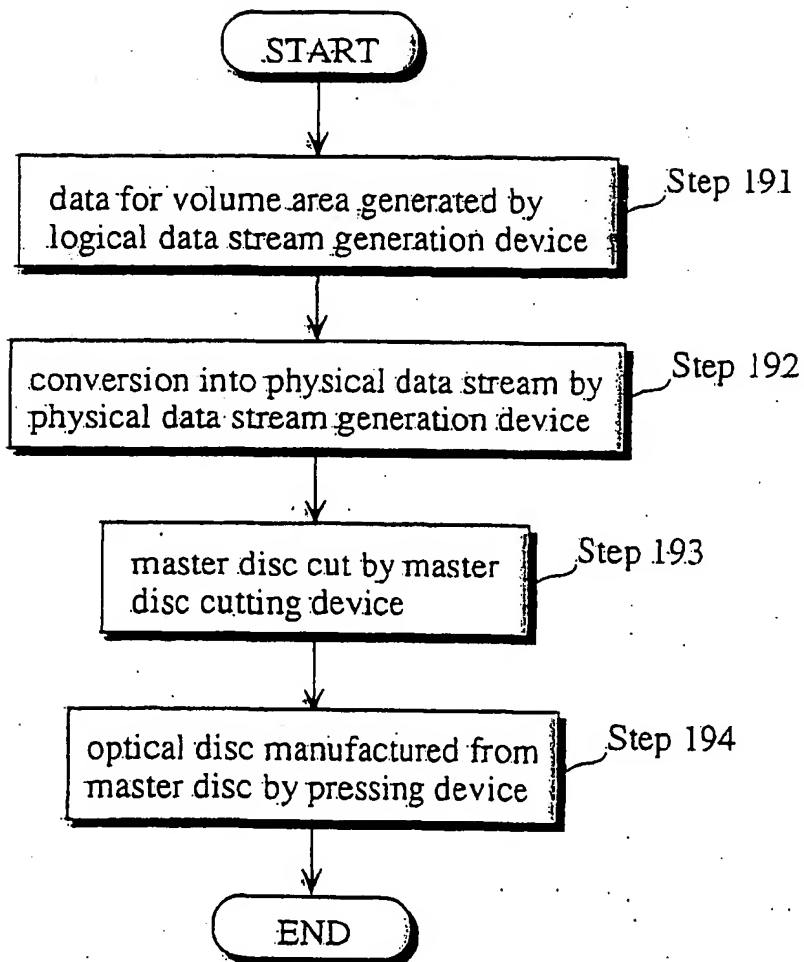 START
data for volume area generated by
logical data stream generation device
Step 191
conversion into physical data stream by
physical data stream generation device
Step 192
master disc cut by master
disc cutting device
Step 193
optical disc manufactured from
master disc by pressing device
Step 194
END